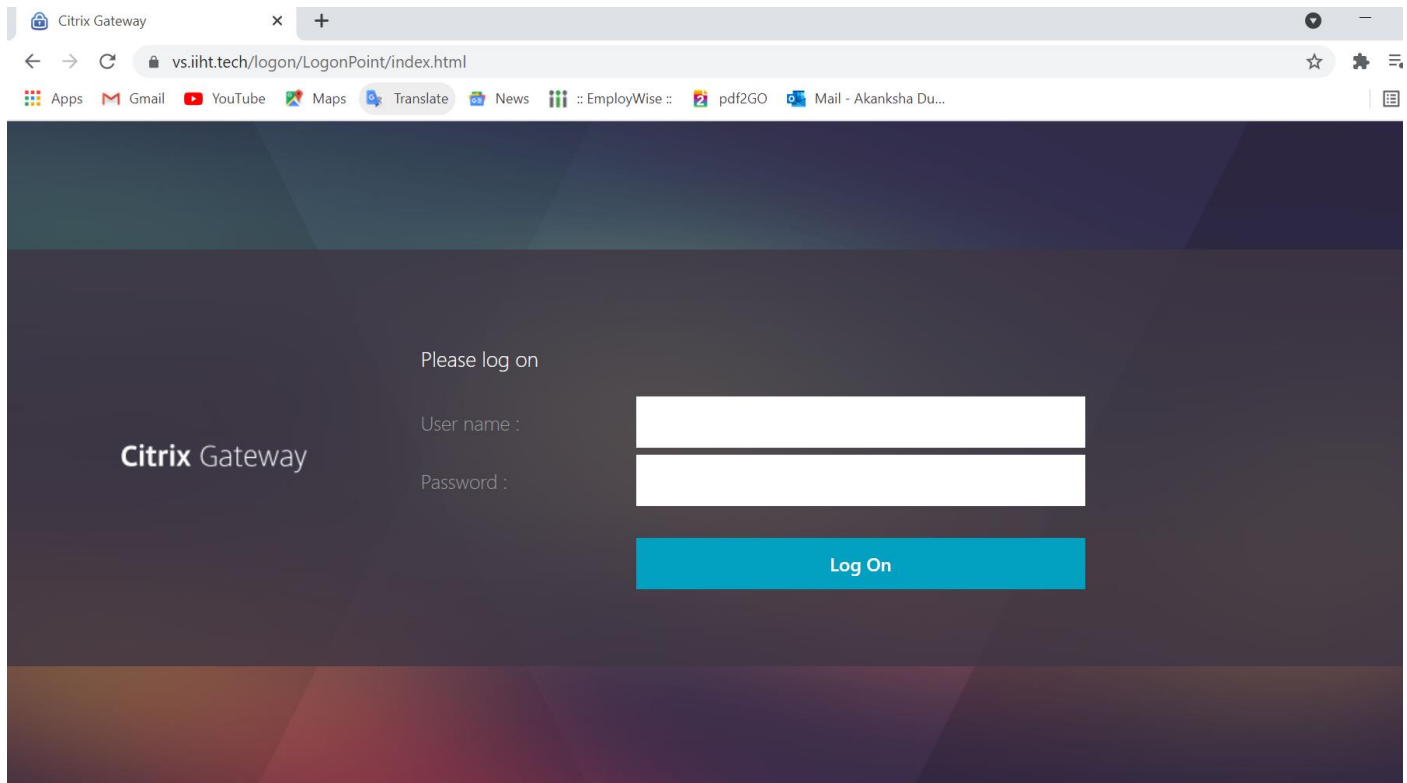 Citrix Gateway
vs.iiht.tech/logon/LogonPoint/index.html
Apps Gmail YouTube Maps Translate News :: EmployWise :: pdf2GO Mail - Akanksha Du...
Please log on
User name :
Citrix Gateway
Password :
Log On